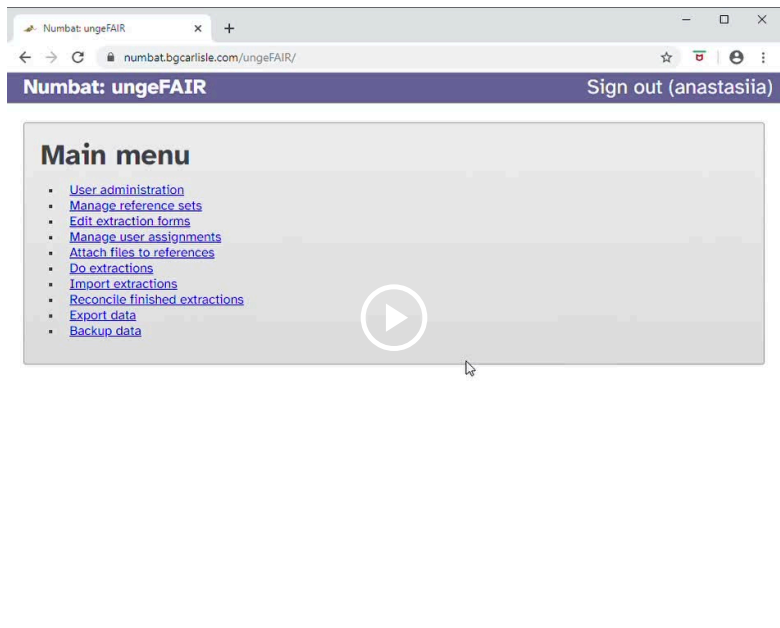 Numbat: ungeFAIR
numbat.bgcarlisle.com/ungeFAIR/
Numbat: ungeFAIR Sign out (anastasiia)
Main menu
User administration
Manage reference sets
Edit extraction forms
Manage user assignments
Attach files to references
Do extractions
Import extractions
Reconcile finished extractions
Export data
Backup data